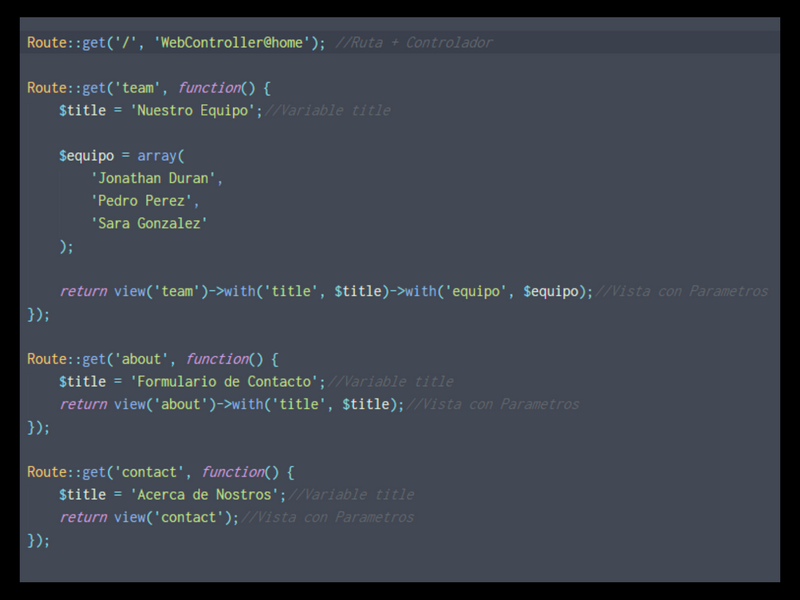 Route::get('/', 'WebController@home'); //Ruta + Controlador
Route::get('team', function() {
$title = 'Nuestro Equipo';//Variable title
$equipo = array(
'Jonathan Duran',
'Pedro Perez',
'Sara Gonzalez'
);
return view('team')->with('title', $title)->with('equipo', $equipo);//Vista con Parametros
});
Route::get('about', function() {
$title = 'Formulario de Contacto';//Variable title
return view('about')->with('title', $title);//Vista con Parametros
});
Route::get('contact', function() {
$title = 'Acerca de Nostros';//Variable title
return view('contact');//Vista con Parametros
});